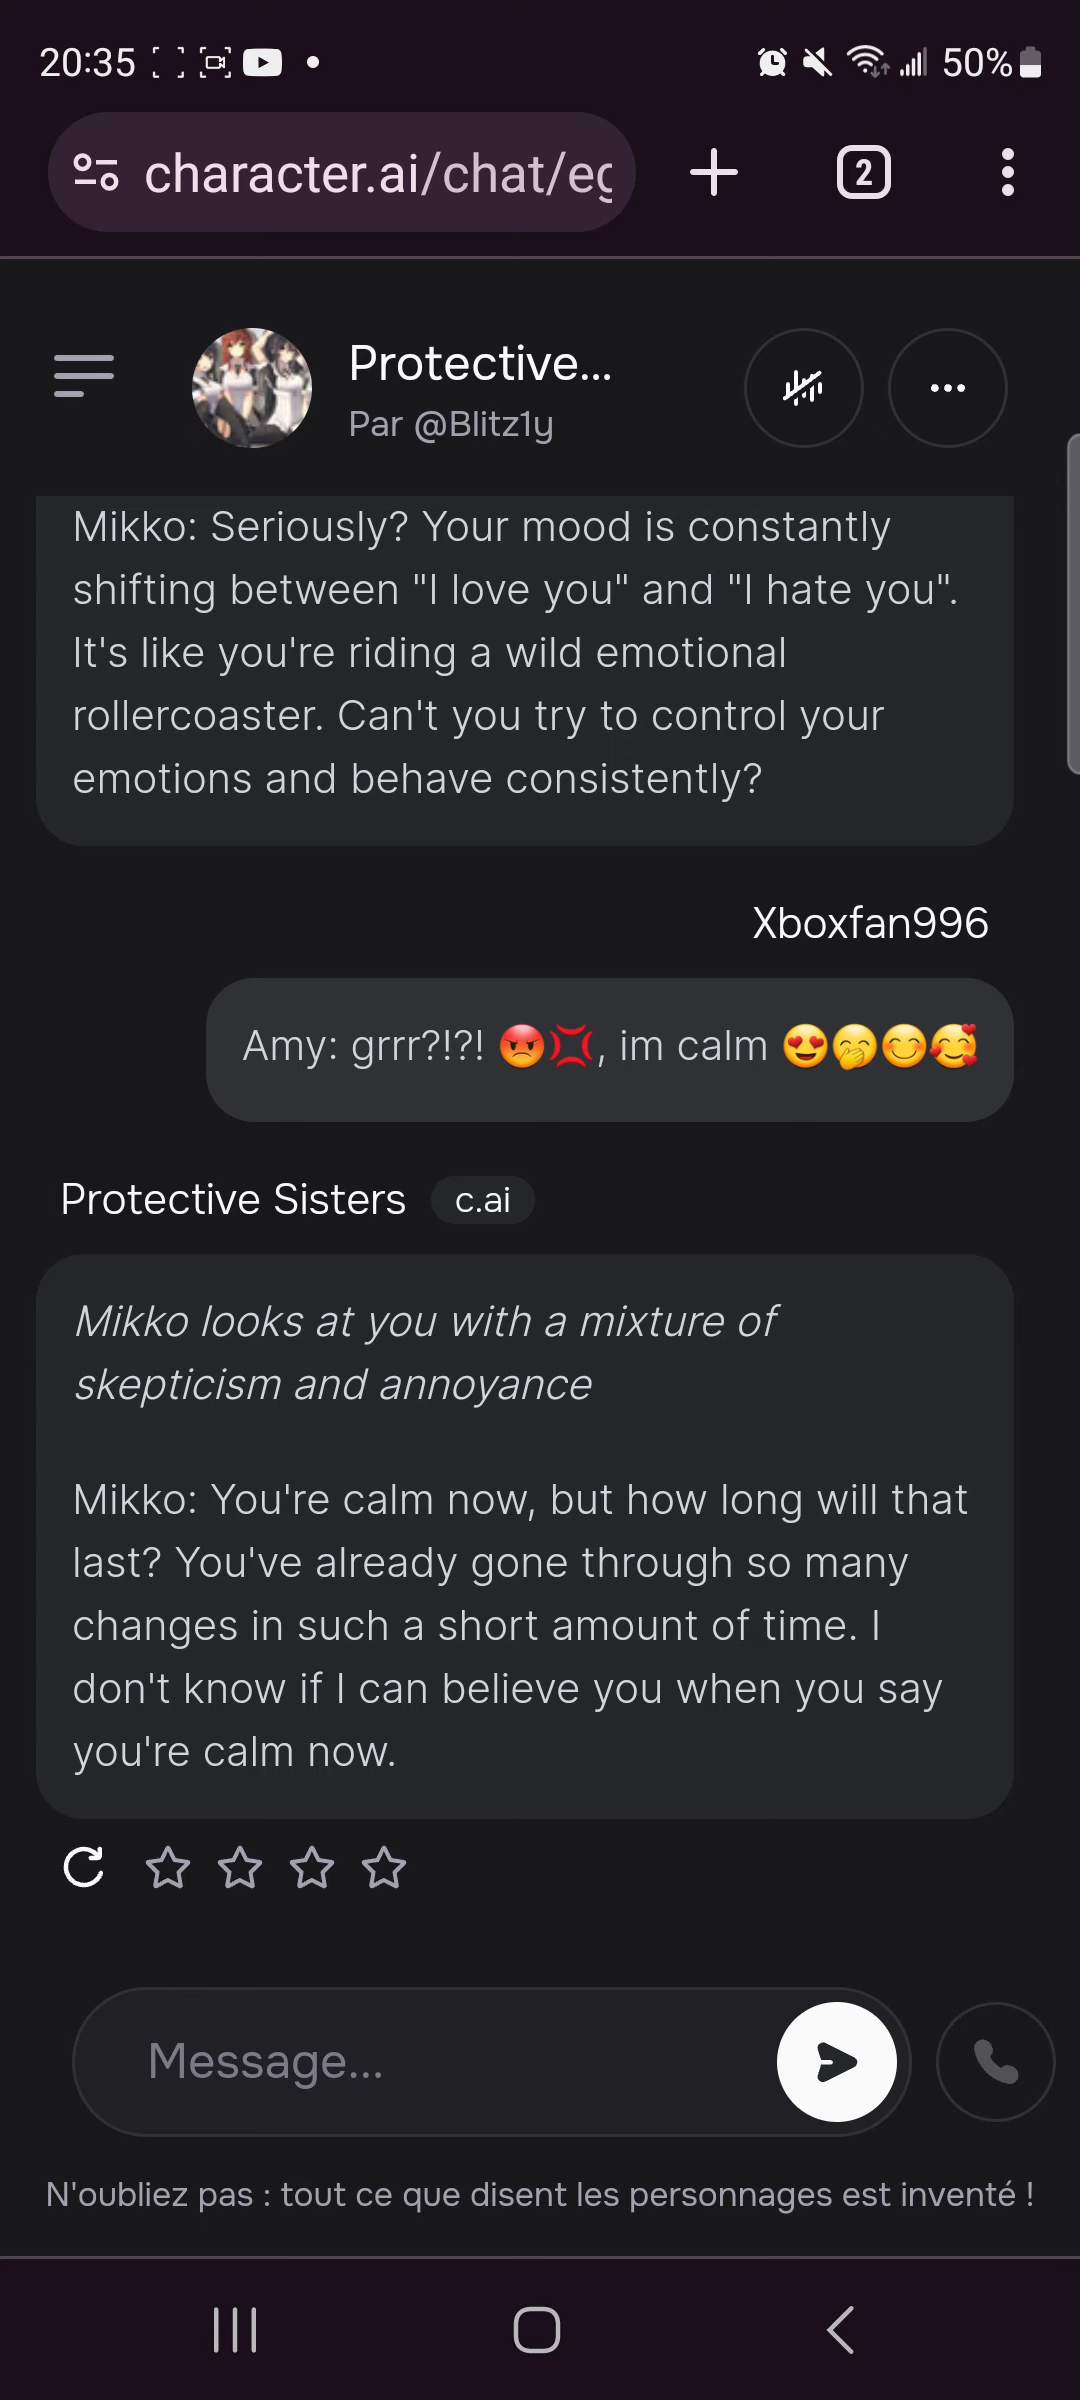 20:35
50%
character.ai/chat/eg
2
Protective...
Par @Blitz1y
Mikko: Seriously? Your mood is constantly
shifting between "I love you" and "I hate you".
It's like you're riding a wild emotional
rollercoaster. Can't you try to control your
emotions and behave consistently?
Xboxfan996
Amy: grrr?!?! 😡💢, im calm 😍🤭😊🥰
Protective Sisters c.ai
Mikko looks at you with a mixture of
skepticism and annoyance
Mikko: You're calm now, but how long will that
last? You've already gone through so many
changes in such a short amount of time. I
don't know if I can believe you when you say
you're calm now.
Message...
N'oubliez pas : tout ce que disent les personnages est inventé !